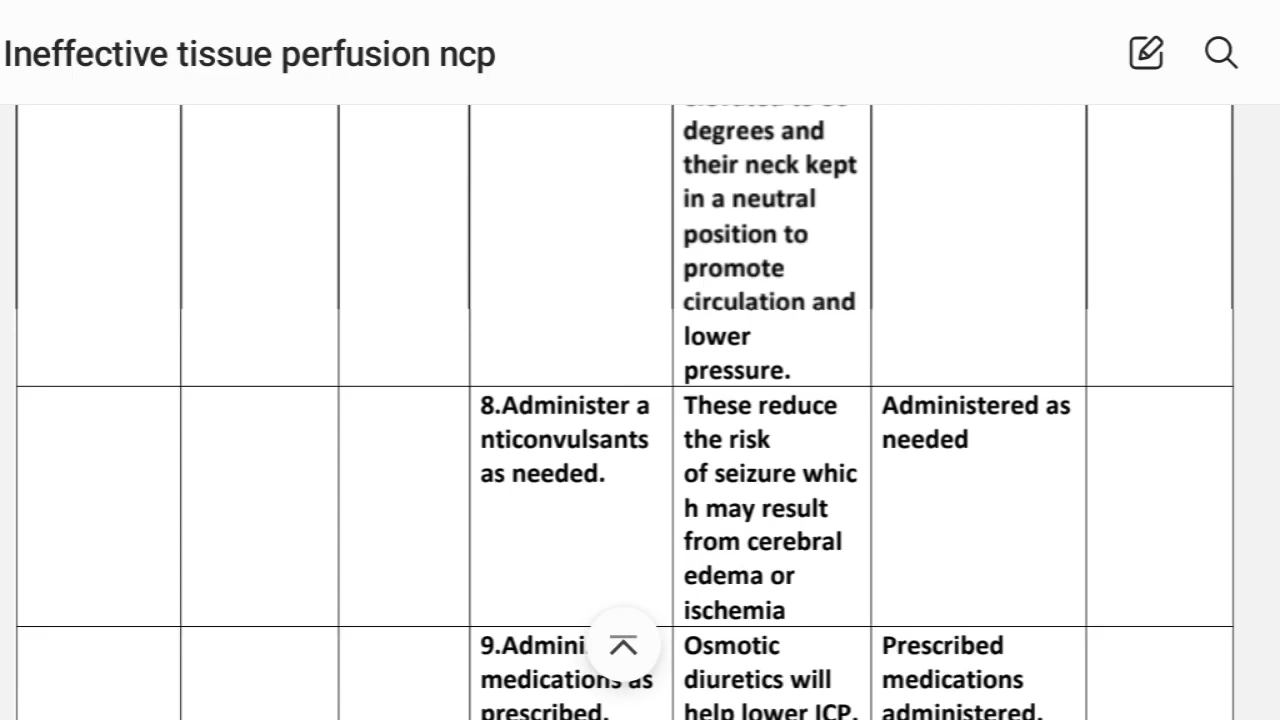 Ineffective tissue perfusion ncp
degrees and
their neck kept
in a neutral
position to
promote
circulation and
lower
pressure.
8.Administer a
nticonvulsants
as needed.
These reduce
the risk
of seizure whic
h may result
from cerebral
edema or
ischemia
Administered as
needed
9.Admini
medications as
prescribed.
Osmotic
diuretics will
help lower ICP.
Prescribed
medications
administered.